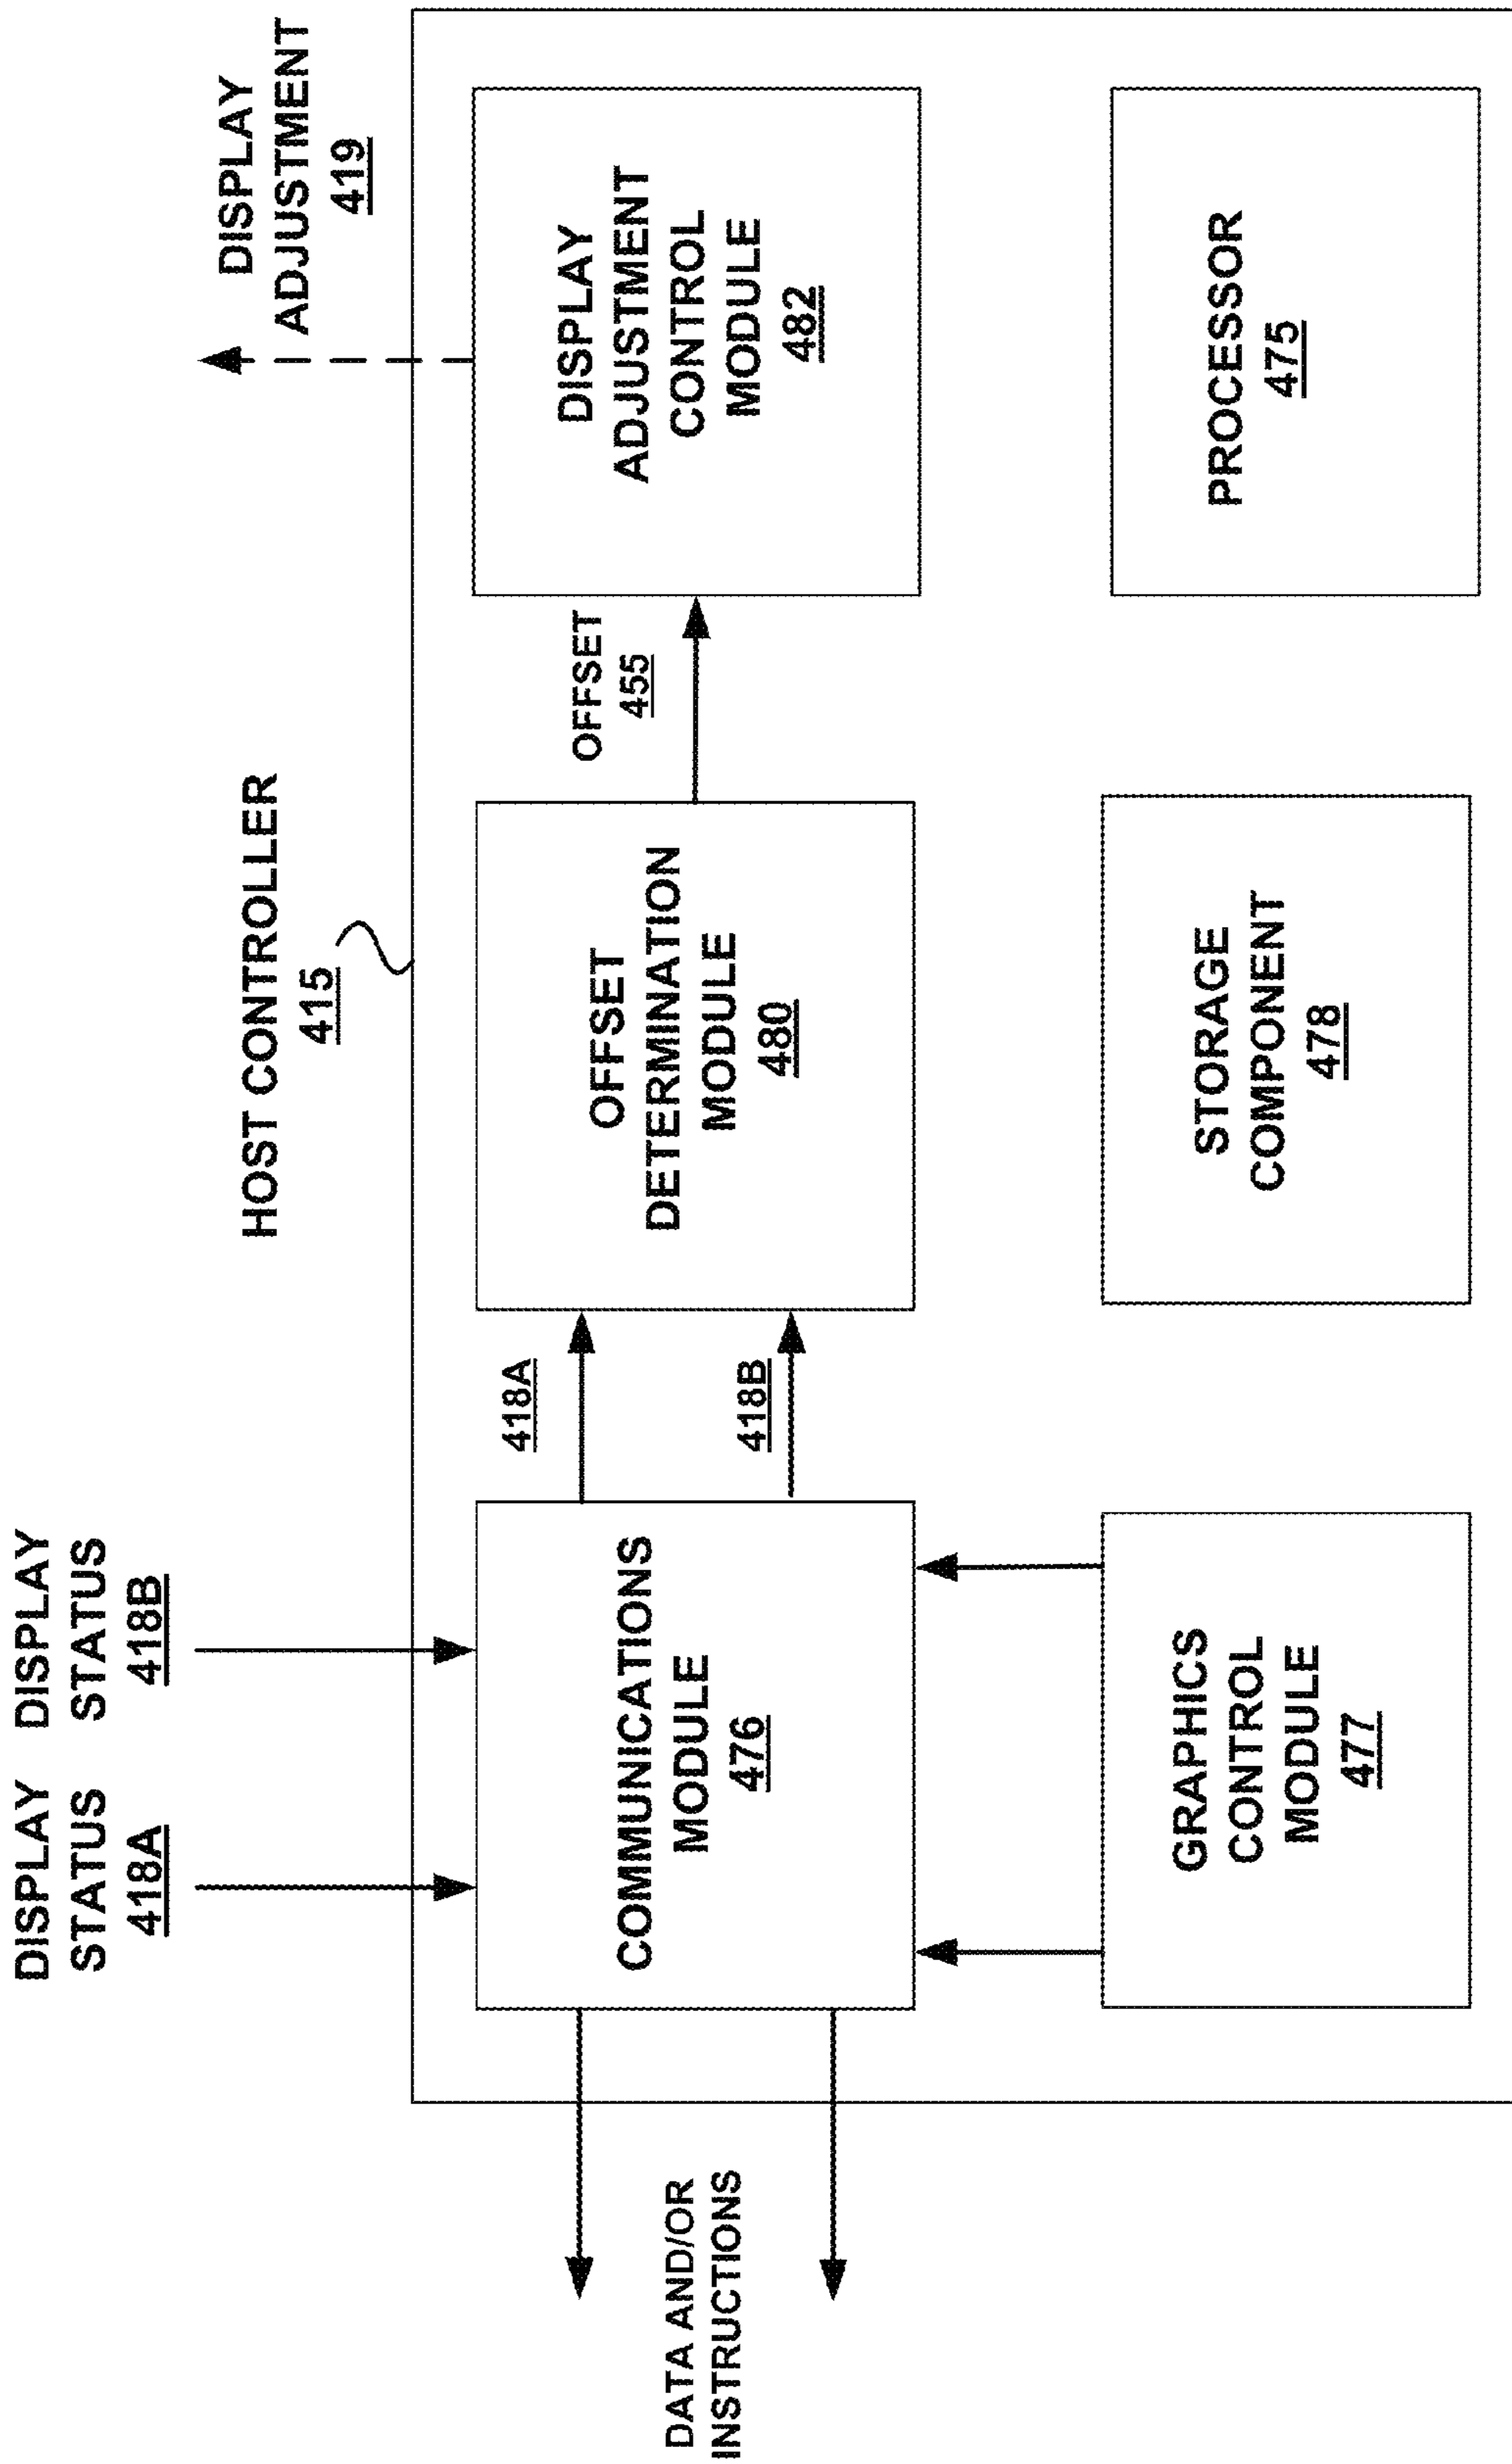 DISPLAY
STATUS
418A
DISPLAY
STATUS
418B
HOST CONTROLLER
415
DISPLAY
ADJUSTMENT
419
DATA AND/OR
INSTRUCTIONS
COMMUNICATIONS
MODULE
476
418A
418B
OFFSET
DETERMINATION
MODULE
480
OFFSET
455
DISPLAY
ADJUSTMENT
CONTROL
MODULE
482
GRAPHICS
CONTROL
MODULE
477
STORAGE
COMPONENT
478
PROCESSOR
475